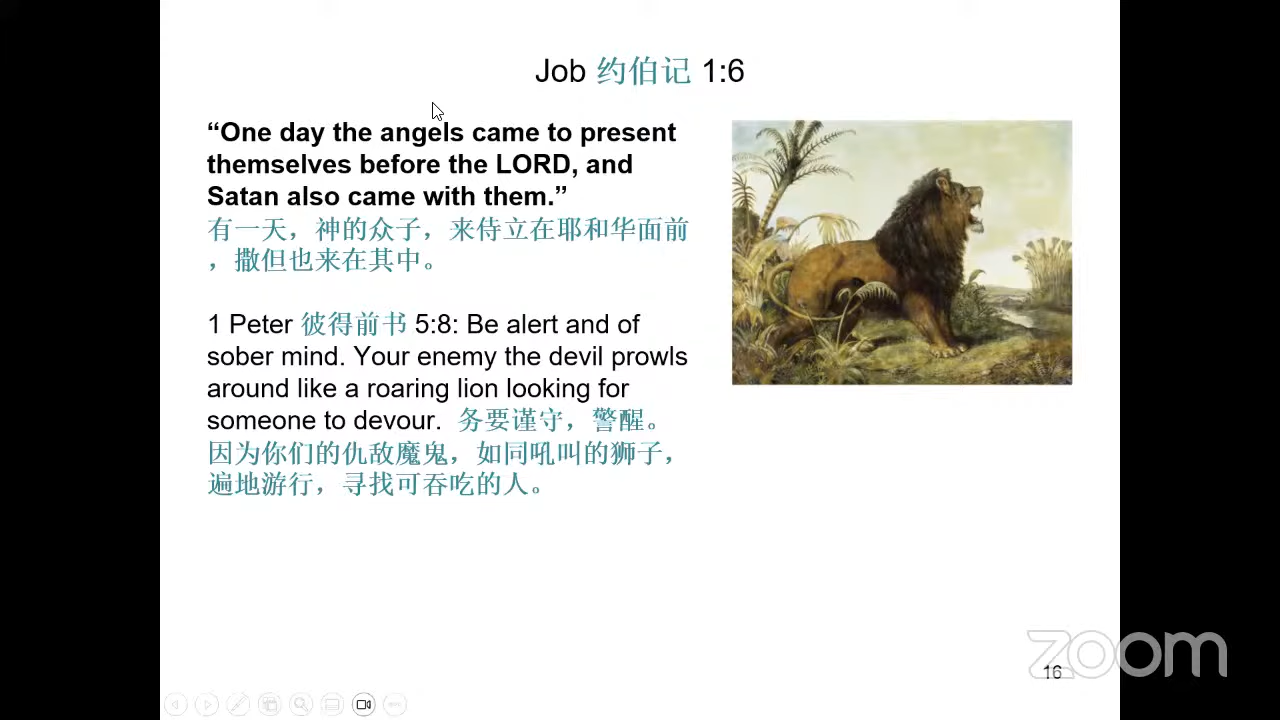 Job 约伯记 1:6
“One day the angels came to present
themselves before the LORD, and
Satan also came with them.”
有一天，神的众子，来侍立在耶和华面前
，撒但也来在其中。
1 Peter 彼得前书 5:8: Be alert and of
sober mind. Your enemy the devil prowls
around like a roaring lion looking for
someone to devour. 务要谨守，警醒。
因为你们的仇敌魔鬼，如同吼叫的狮子，
遍地游行，寻找可吞吃的人。
zoom
16